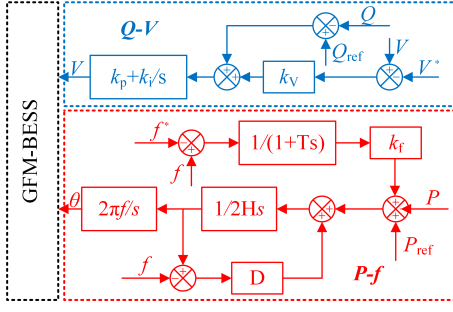 GFM-BESS
Q-V
Q
Q_ref
V
V*
V
k_p+k_i/s
k_V
f*
f
1/(1+Ts)
k_f
θ
2πf/s
1/2Hs
P
P_ref
f
D
P-f